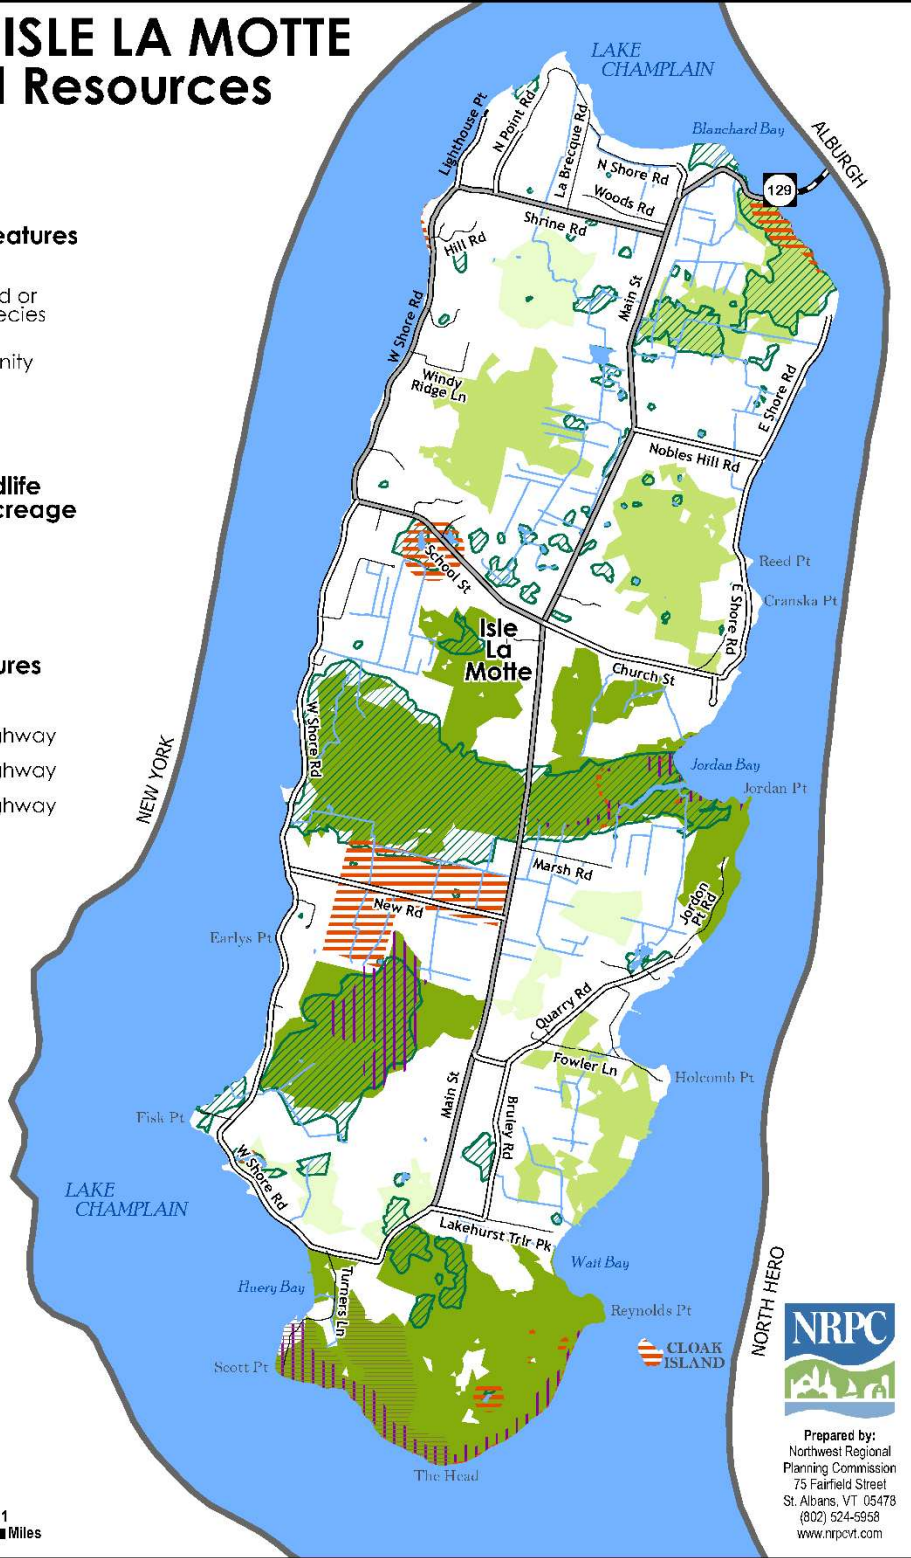 ISLE LA MOTTE
Resources
eatures
d or
ecies
nity
dlife
creage
ures
ghway
ghway
ghway
LAKE
CHAMPLAIN
Blanchard Bay
ALBURGH
129
Lighthouse Pt
N Point Rd
La Brecque Rd
N Shore Rd
Woods Rd
Shrine Rd
Hill Rd
Main St
W Shore Rd
Windy
Ridge Ln
E Shore Rd
Nobles Hill Rd
School St
Reed Pt
Cranska Pt
E Shore Rd
Isle
La
Motte
Church St
W Shore Rd
NEW YORK
Jordan Bay
Jordan Pt
Marsh Rd
New Rd
Jordon
Pt Rd
Earlys Pt
Quarry Rd
Fowler Ln
Holcomb Pt
Main St
Bruley Rd
Fisk Pt
W Shore Rd
LAKE
CHAMPLAIN
Lakehurst Trlr Pk
Wait Bay
Huery Bay
Turners Ln
Reynolds Pt
NORTH HERO
CLOAK
ISLAND
Scott Pt
The Head
NRPC
Prepared by:
Northwest Regional
Planning Commission
75 Fairfield Street
St. Albans, VT 05478
(802) 524-5958
www.nrpcvt.com
1
Miles